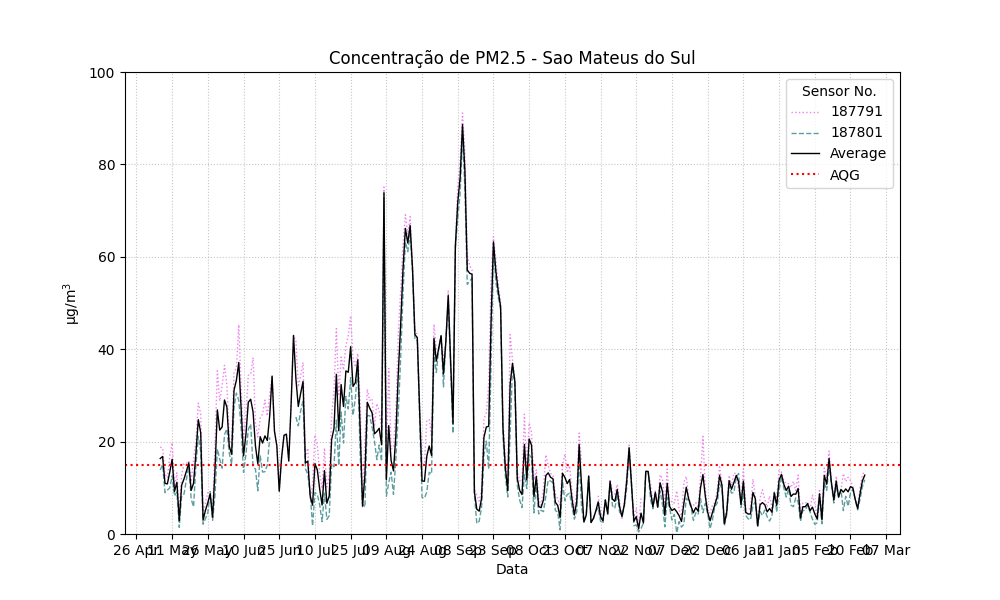 Concentração de PM2.5 - Sao Mateus do Sul
Sensor No.
187791
187801
Average
AQG
100
80
60
40
20
0
µg/m³
26 Apr 11 May 26 May 10 Jun 25 Jun 10 Jul 25 Jul 09 Aug 24 Aug 08 Sep 23 Sep 08 Oct 23 Oct 07 Nov 22 Nov 07 Dec 22 Dec 06 Jan 21 Jan 05 Feb 20 Feb 07 Mar
Data